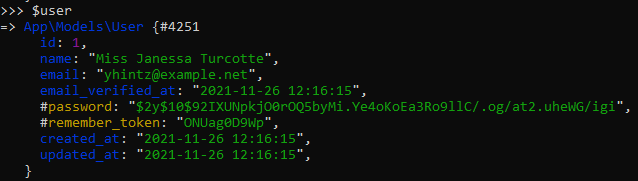 >>> $user
=> App\Models\User {#4251
id: 1,
name: "Miss Janessa Turcotte",
email: "yhintz@example.net",
email_verified_at: "2021-11-26 12:16:15",
#password: "$2y$10$92IXUNpkjO0rOQ5byMi.Ye4oKoEa3Ro9llC/.og/at2.uheWG/igi",
#remember_token: "ONUag0D9Wp",
created_at: "2021-11-26 12:16:15",
updated_at: "2021-11-26 12:16:15",
}